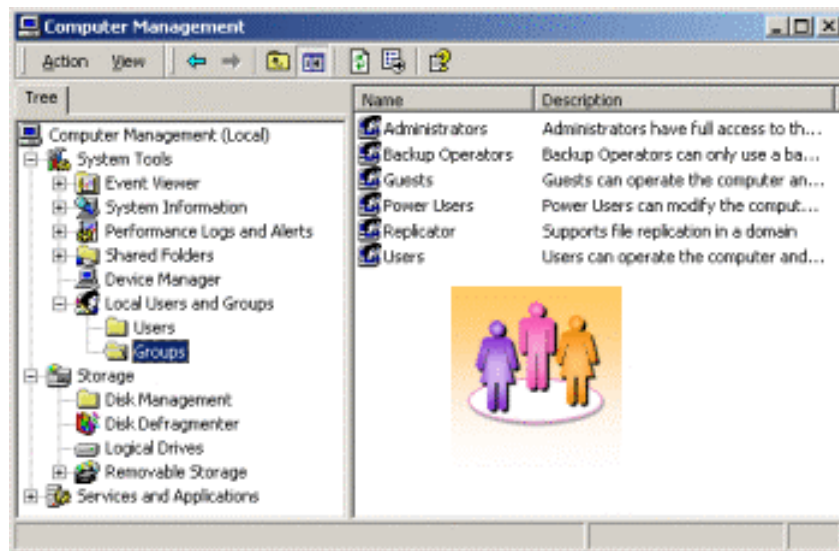 Computer Management
Action View
Tree
Computer Management (Local)
System Tools
Event Viewer
System Information
Performance Logs and Alerts
Shared Folders
Device Manager
Local Users and Groups
Users
Groups
Storage
Disk Management
Disk Defragmenter
Logical Drives
Removable Storage
Services and Applications
Name Description
Administrators Administrators have full access to th...
Backup Operators Backup Operators can only use a ba...
Guests Guests can operate the computer an...
Power Users Power Users can modify the comput...
Replicator Supports file replication in a domain
Users Users can operate the computer and...